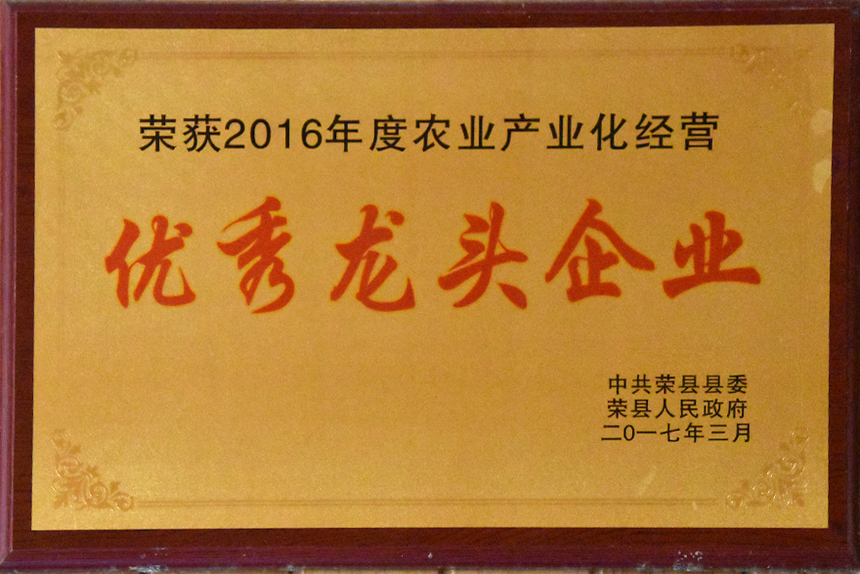 荣获2016年度农业产业化经营
优秀龙头企业
中共荣县县委
荣县人民政府
二0一七年三月